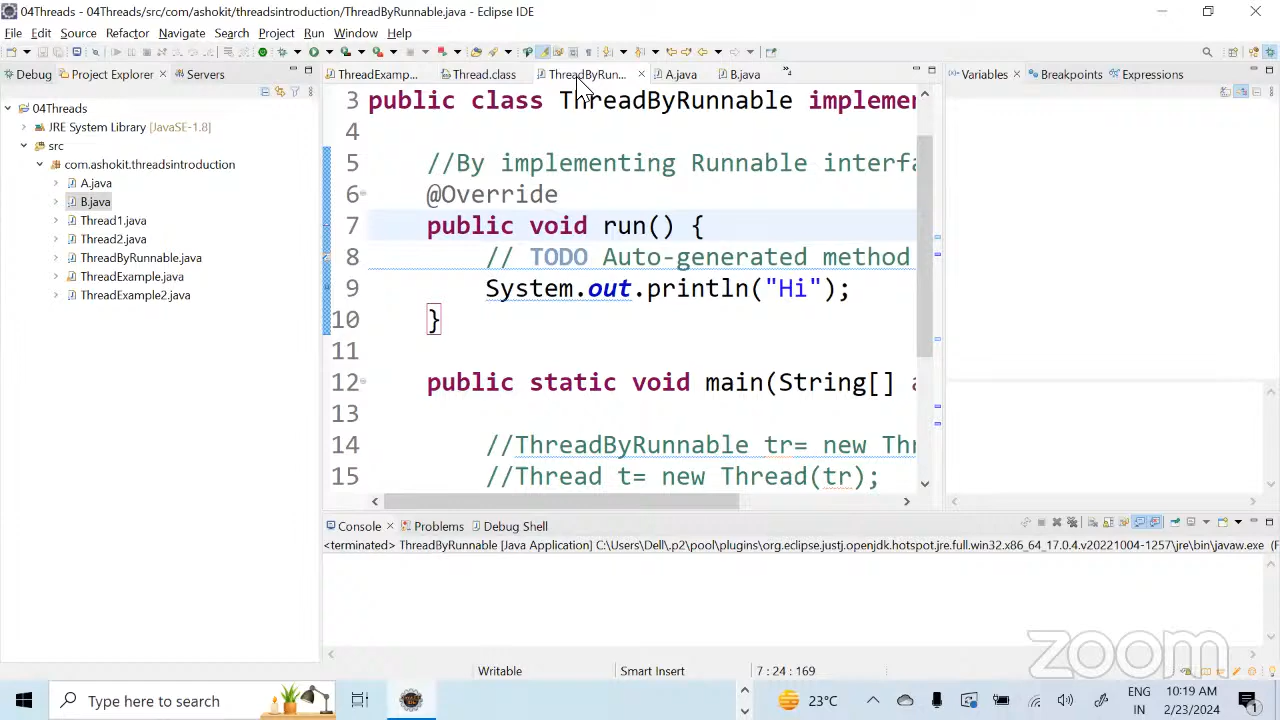 04Threads - 04Threads/src/com/ashokit/threadsintroduction/ThreadByRunnable.java - Eclipse IDE
File Edit Source Refactor Navigate Search Project Run Window Help
Debug Project Explorer Servers
ThreadExamp... Thread.class ThreadByRun... A.java B.java
Variables Breakpoints Expressions
04Threads
JRE System Library [JavaSE-1.8]
src
com.ashokit.threadsintroduction
A.java
B.java
Thread1.java
Thread2.java
ThreadByRunnable.java
ThreadExample.java
ThreadExample2.java
3 public class ThreadByRunnable implemen
4
5 //By implementing Runnable interfa
6 @Override
7 public void run() {
8 // TODO Auto-generated method
9 System.out.println("Hi");
10 }
11
12 public static void main(String[] a
13
14 //ThreadByRunnable tr= new Thr
15 //Thread t= new Thread(tr);
Console Problems Debug Shell
<terminated> ThreadByRunnable [Java Application] C:\Users\Dell\.p2\pool\plugins\org.eclipse.justj.openjdk.hotspot.jre.full.win32.x86_64_17.0.4.v20221004-1257\jre\bin\javaw.exe (F
zoom
Writable Smart Insert 7 : 24 : 169
Type here to search
23°C
ENG
IN
10:19 AM
2/23/2024
1